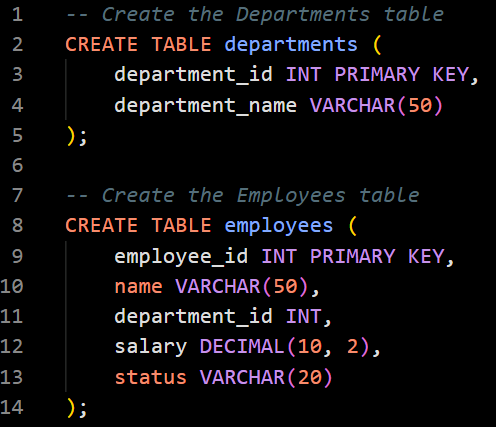 1 -- Create the Departments table
2 CREATE TABLE departments (
3     department_id INT PRIMARY KEY,
4     department_name VARCHAR(50)
5 );
6
7 -- Create the Employees table
8 CREATE TABLE employees (
9     employee_id INT PRIMARY KEY,
10     name VARCHAR(50),
11     department_id INT,
12     salary DECIMAL(10, 2),
13     status VARCHAR(20)
14 );